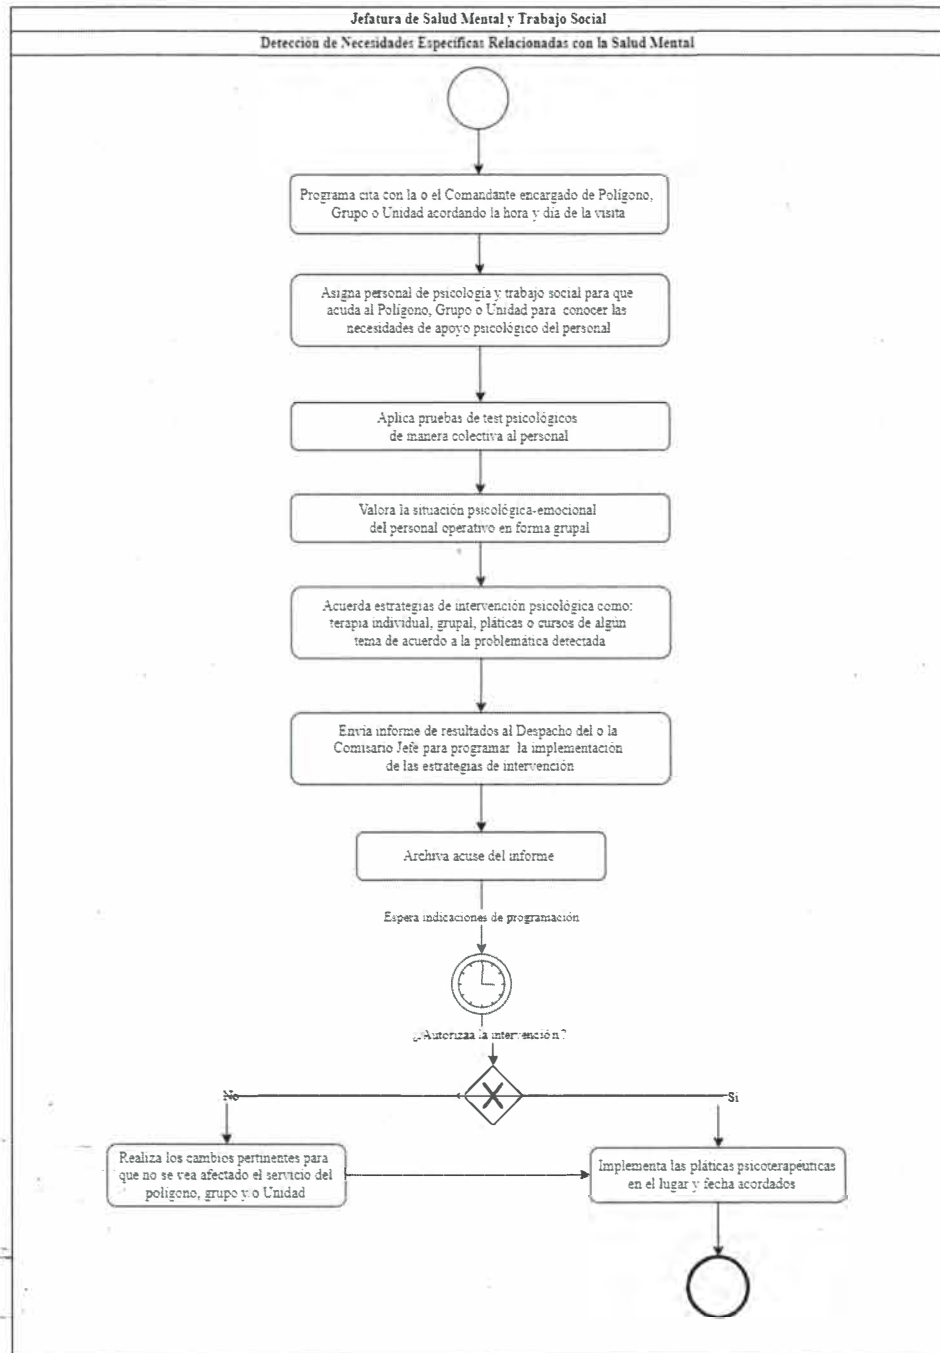 Jefatura de Salud Mental y Trabajo Social
Detección de Necesidades Específicas Relacionadas con la Salud Mental
Programa cita con la o el Comandante encargado de Polígono,
Grupo o Unidad acordando la hora y día de la visita
Asigna personal de psicología y trabajo social para que
acuda al Polígono, Grupo o Unidad para conocer las
necesidades de apoyo psicológico del personal
Aplica pruebas de test psicológicos
de manera colectiva al personal
Valora la situación psicológica-emocional
del personal operativo en forma grupal
Acuerda estrategias de intervención psicológica como:
terapia individual, grupal, pláticas o cursos de algún
tema de acuerdo a la problemática detectada
Envía informe de resultados al Despacho del o la
Comisario Jefe para programar la implementación
de las estrategias de intervención
Archiva acuse del informe
Espera indicaciones de programación
¿Autorizaa la intervención?
No
Si
Realiza los cambios pertinentes para
que no se vea afectado el servicio del
polígono, grupo y/o Unidad
Implementa las pláticas psicoterapéuticas
en el lugar y fecha acordados